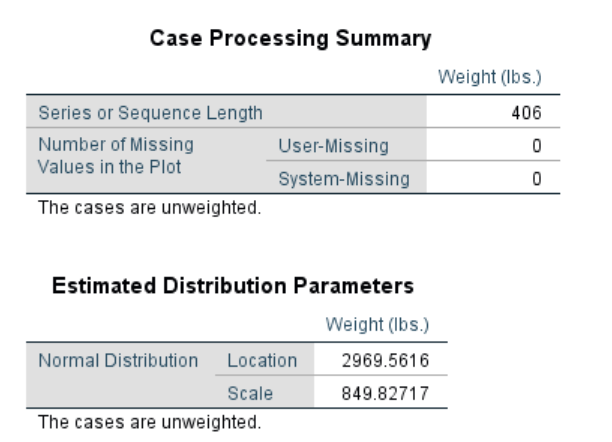 Case Processing Summary
Weight (lbs.)
Series or Sequence Length 406
Number of Missing Values in the Plot User-Missing 0
System-Missing 0
The cases are unweighted.
Estimated Distribution Parameters
Weight (lbs.)
Normal Distribution Location 2969.5616
Scale 849.82717
The cases are unweighted.